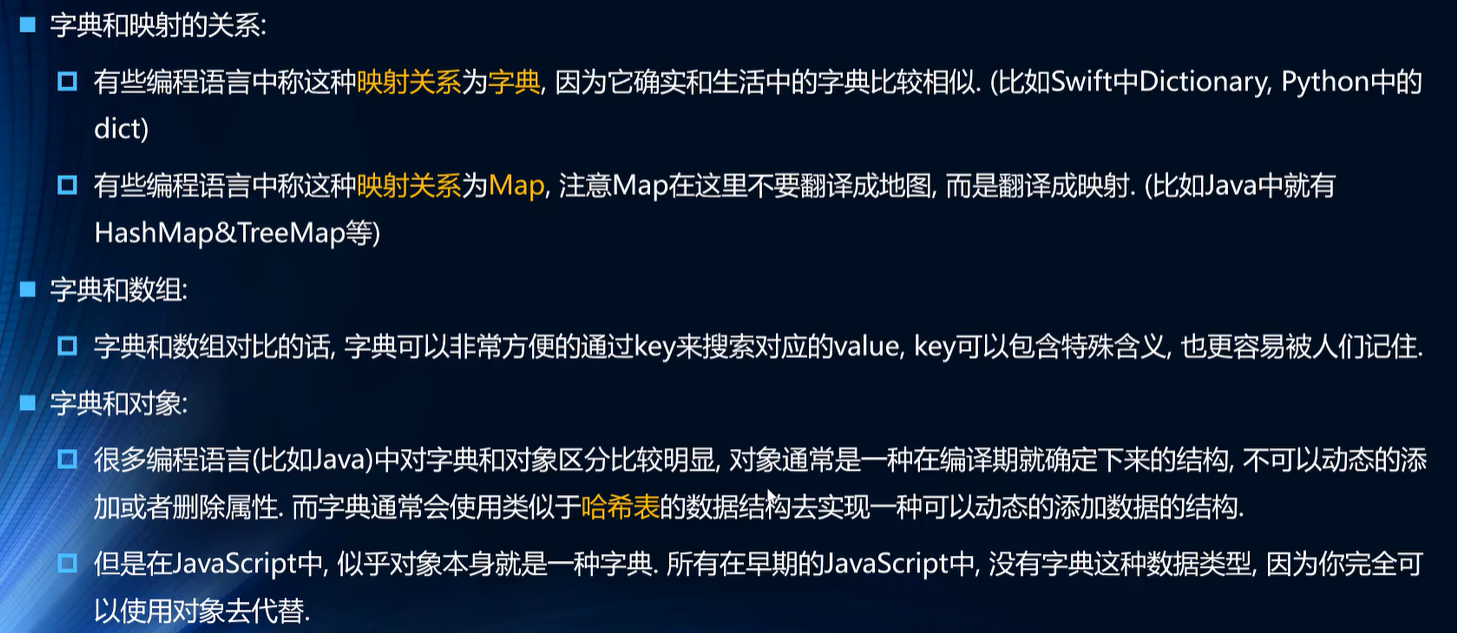 字典和映射的关系:
有些编程语言中称这种映射关系为字典, 因为它确实和生活中的字典比较相似. (比如Swift中Dictionary, Python中的
dict)
有些编程语言中称这种映射关系为Map, 注意Map在这里不要翻译成地图, 而是翻译成映射. (比如Java中就有
HashMap&TreeMap等)
字典和数组:
字典和数组对比的话, 字典可以非常方便的通过key来搜索对应的value, key可以包含特殊含义, 也更容易被人们记住.
字典和对象:
很多编程语言(比如Java)中对字典和对象区分比较明显, 对象通常是一种在编译期就确定下来的结构, 不可以动态的添
加或者删除属性. 而字典通常会使用类似于哈希表的数据结构去实现一种可以动态的添加数据的结构.
但是在JavaScript中, 似乎对象本身就是一种字典. 所有在早期的JavaScript中, 没有字典这种数据类型, 因为你完全可
以使用对象去代替.